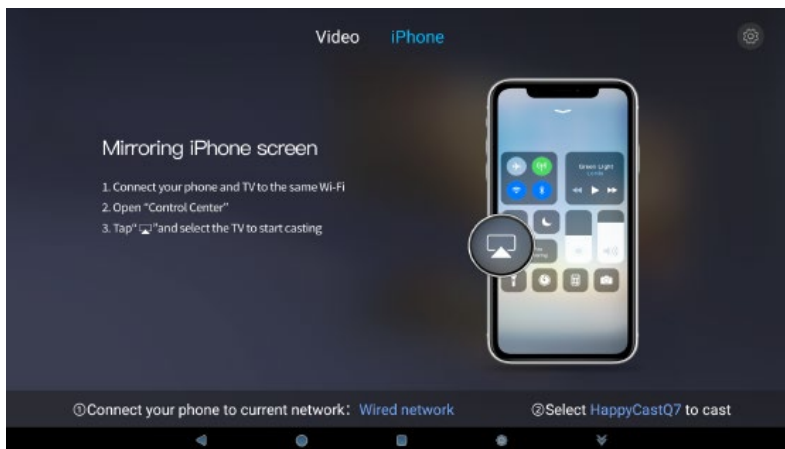 Video iPhone
Mirroring iPhone screen
Green Light
1. Connect your phone and TV to the same Wi-Fi
2. Open “Control Center”
3. Tap“ ”and select the TV to start casting
①Connect your phone to current network： Wired network ②Select HappyCastQ7 to cast